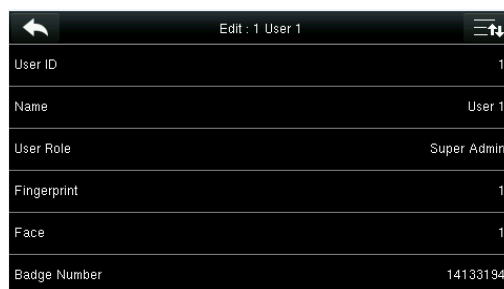 Edit : 1 User 1
User ID 1
Name User 1
User Role Super Admin
Fingerprint 1
Face 1
Badge Number 14133194